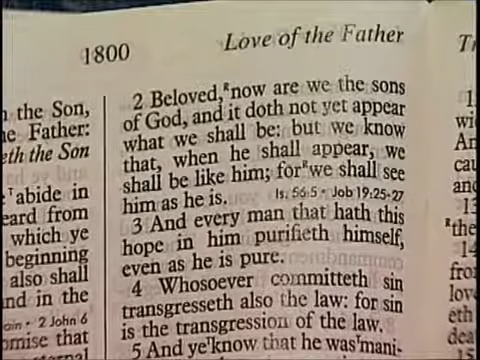 1800
Love of the Father
the Son,
Father:
eth the Son
abide in
eard from
which ye
beginning
also shall
nd in the
2 John 6
omise that
2 Beloved, ᴿnow are we the sons
of God, and it doth not yet appear
what we shall be: but we know
that, when he shall appear, we
shall be like him; for ᴿwe shall see
him as he is. Is. 56:5 • Job 19:25-27
3 And every man that hath this
hope in him purifieth himself,
even as he is pure.
4 Whosoever committeth sin
transgresseth also the law: for sin
is the transgression of the law.
5 And ye ᵀknow that he was ᵀmani-